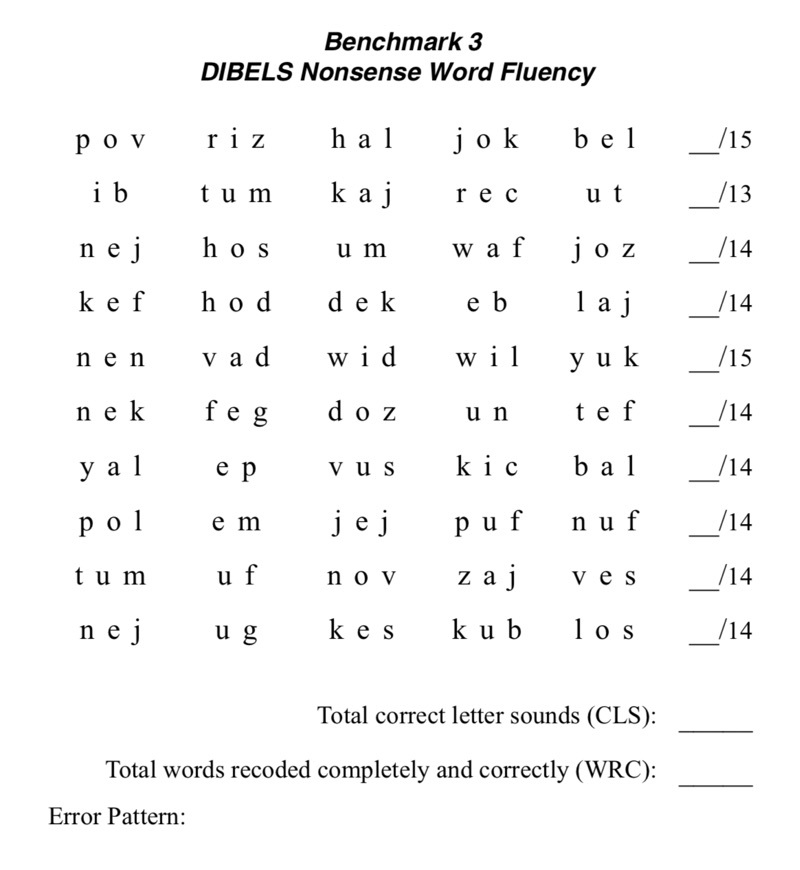 Benchmark 3
DIBELS Nonsense Word Fluency
p o v r i z h a l j o k b e l __/15
i b t u m k a j r e c u t __/13
n e j h o s u m w a f j o z __/14
k e f h o d d e k e b l a j __/14
n e n v a d w i d w i l y u k __/15
n e k f e g d o z u n t e f __/14
y a l e p v u s k i c b a l __/14
p o l e m j e j p u f n u f __/14
t u m u f n o v z a j v e s __/14
n e j u g k e s k u b l o s __/14
Total correct letter sounds (CLS): ______
Total words recoded completely and correctly (WRC): ______
Error Pattern: